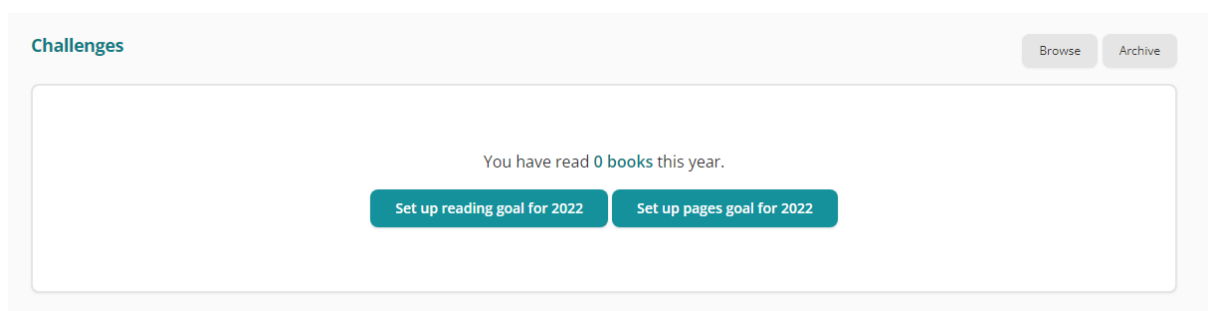 Challenges
Browse
Archive
You have read 0 books this year.
Set up reading goal for 2022
Set up pages goal for 2022